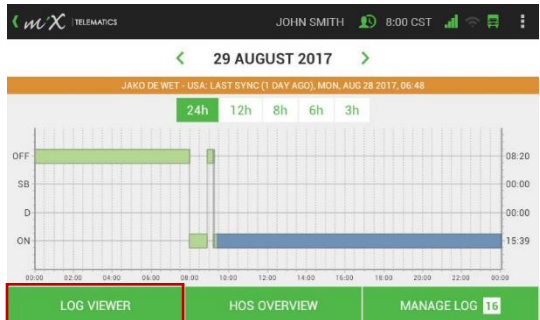 mix TELEMATICS JOHN SMITH 8:00 CST
29 AUGUST 2017
JAKO DE WET - USA: LAST SYNC (1 DAY AGO), MON, AUG 28 2017, 06:48
24h 12h 8h 6h 3h
OFF 08:20
SB 00:00
D 00:00
ON 15:39
00:00 02:00 04:00 06:00 08:00 10:00 12:00 14:00 16:00 18:00 20:00 22:00 00:00
LOG VIEWER HOS OVERVIEW MANAGE LOG 16